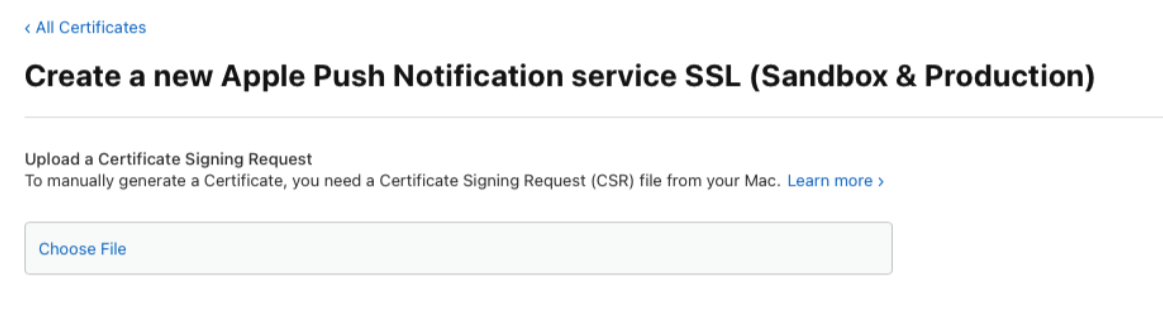 ‹ All Certificates
Create a new Apple Push Notification service SSL (Sandbox & Production)
Upload a Certificate Signing Request
To manually generate a Certificate, you need a Certificate Signing Request (CSR) file from your Mac. Learn more ›
Choose File